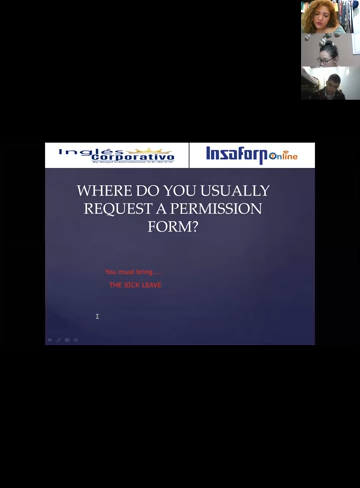 Inglés
Corporativo
Insaforp Online
WHERE DO YOU USUALLY
REQUEST A PERMISSION
FORM?
You must bring....
THE SICK LEAVE